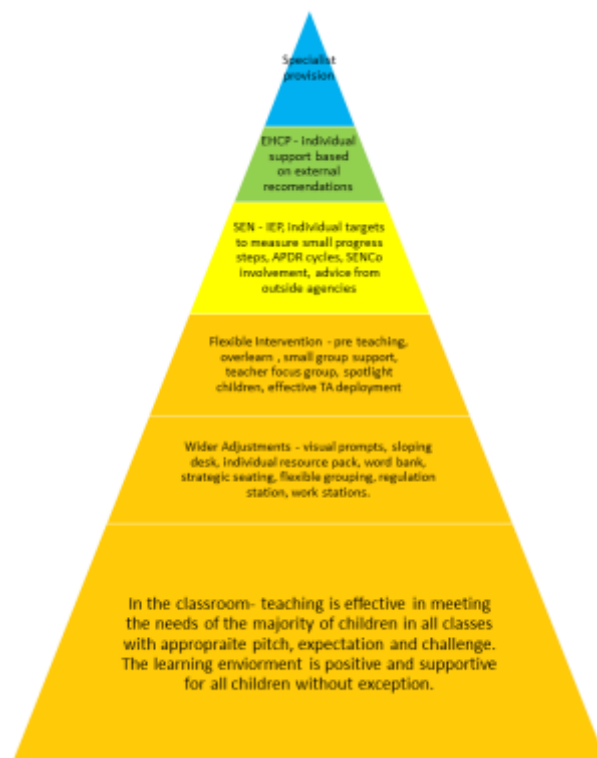 Specialist
provision
EHCP - individual
support based
on external
recomendations
SEN - IEP, individual targets
to measure small progress
steps, APDR cycles, SENCo
involvement, advice from
outside agencies
Flexible Intervention - pre teaching,
overlearn , small group support,
teacher focus group, spotlight
children, effective TA deployment
Wider Adjustments - visual prompts, sloping
desk, individual resource pack, word bank,
strategic seating, flexible grouping, regulation
station, work stations.
In the classroom- teaching is effective in meeting
the needs of the majority of children in all classes
with appropraite pitch, expectation and challenge.
The learning enviorment is positive and supportive
for all children without exception.